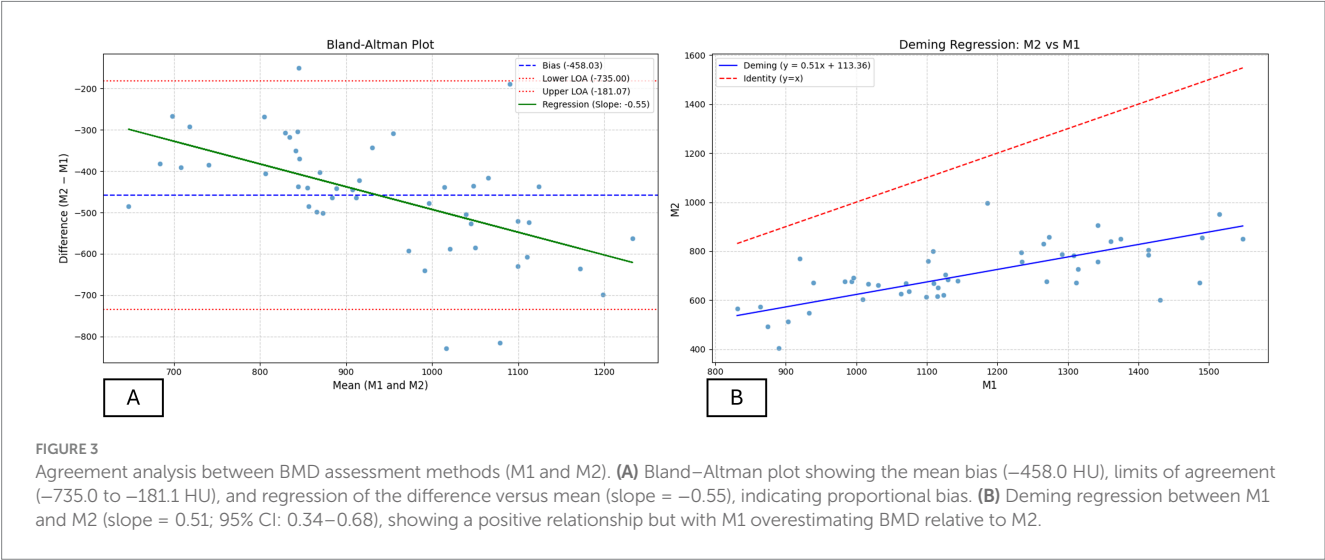 Bland-Altman Plot
Bias (-458.03)
Lower LOA (-735.00)
Upper LOA (-181.07)
Regression (Slope: -0.55)
Difference (M2 − M1)
−200
−300
−400
−500
−600
−700
−800
700
800
900
1000
1100
1200
Mean (M1 and M2)
A
Deming Regression: M2 vs M1
Deming (y = 0.51x + 113.36)
Identity (y=x)
M2
1600
1400
1200
1000
800
600
400
800
900
1000
1100
1200
1300
1400
1500
M1
B
FIGURE 3
Agreement analysis between BMD assessment methods (M1 and M2). (A) Bland–Altman plot showing the mean bias (−458.0 HU), limits of agreement
(−735.0 to −181.1 HU), and regression of the difference versus mean (slope = −0.55), indicating proportional bias. (B) Deming regression between M1
and M2 (slope = 0.51; 95% CI: 0.34–0.68), showing a positive relationship but with M1 overestimating BMD relative to M2.